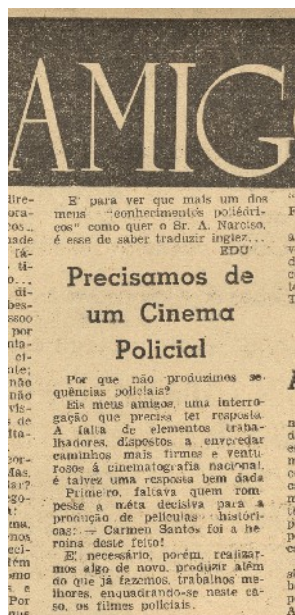 AMIG
E' para ver que mais um dos
meus "conhecimentos poliédri-
cos" como quer o Sr. A. Narciso,
é esse de saber traduzir inglez...
EDU'
Precisamos de
um Cinema
Policial
Por que não produzimos se-
quências policiais?
Eis meus amigos, uma interro-
gação que precisa ter resposta.
A falta de elementos traba-
lhadores, dispostos a enveredar
caminhos mais firmes e ventu-
rosos á cinematografia nacional,
é talvez uma resposta bem dada
Primeiro, faltava quem rom-
pesse a méta decisiva para a
produção de películas históri-
cas: — Carmen Santos foi a he-
roina deste feito!
E' necessário, porém, realizar-
mos algo de novo, produzir além
do que já fazemos, trabalhos me-
lhores, enquadrando-se neste ca-
so, os filmes policiais.